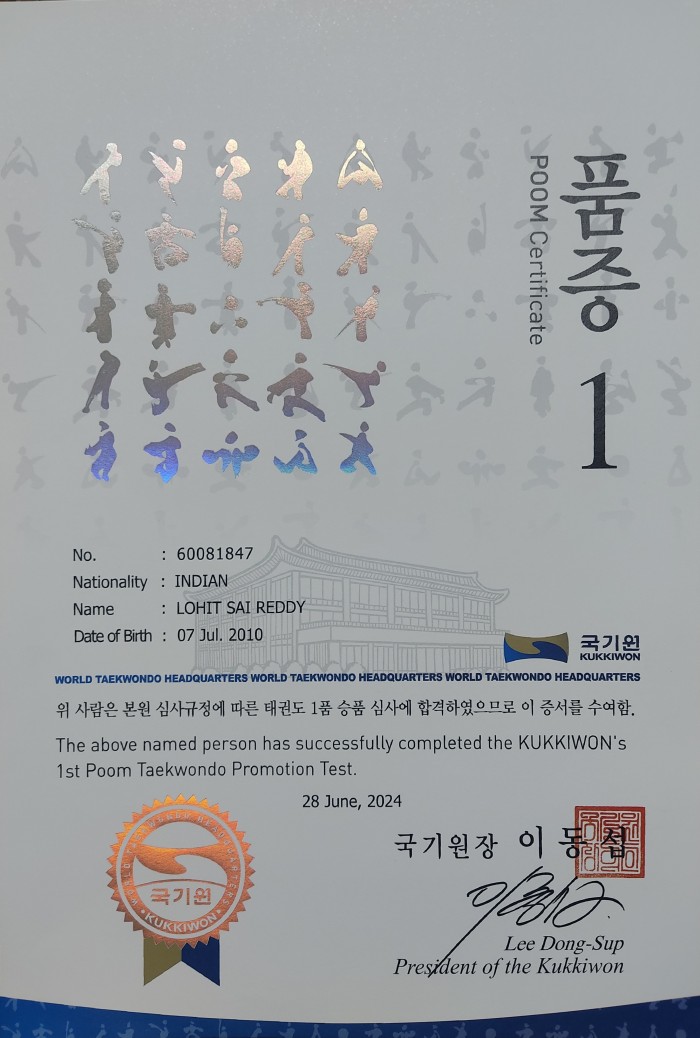 품증
POOM Certificate
1
No. : 60081847
Nationality : INDIAN
Name : LOHIT SAI REDDY
Date of Birth : 07 Jul. 2010
국기원
KUKKIWON
WORLD TAEKWONDO HEADQUARTERS WORLD TAEKWONDO HEADQUARTERS WORLD TAEKWONDO HEADQUARTERS
위 사람은 본원 심사규정에 따른 태권도 1품 승품 심사에 합격하였으므로 이 증서를 수여함.
The above named person has successfully completed the KUKKIWON's
1st Poom Taekwondo Promotion Test.
28 June, 2024
국기원장 이동섭
Lee Dong-Sup
President of the Kukkiwon
WORLD TAEKWONDO HEADQUARTERS
국기원
KUKKIWON